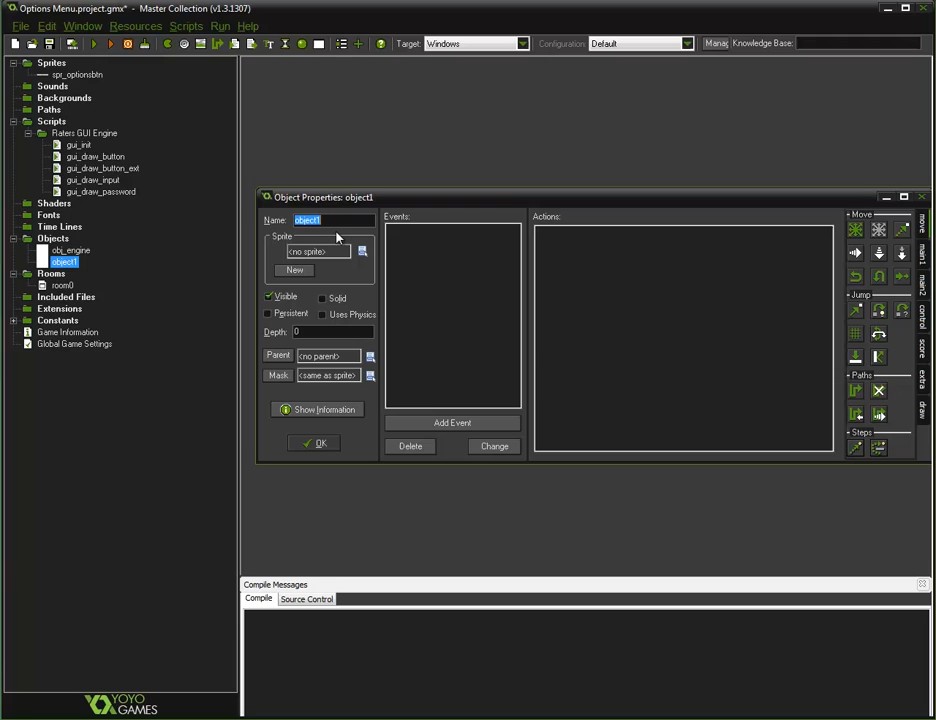 Options Menu.project.gmx* - Master Collection (v1.3.1307)
File Edit Window Resources Scripts Run Help
Target: Windows Configuration: Default Manag Knowledge Base:
Sprites
spr_optionsbtn
Sounds
Backgrounds
Paths
Scripts
Raters GUI Engine
gui_init
gui_draw_button
gui_draw_button_ext
gui_draw_input
gui_draw_password
Shaders
Fonts
Time Lines
Objects
obj_engine
object1
Rooms
room0
Included Files
Extensions
Constants
Game Information
Global Game Settings
YOYO
GAMES
Object Properties: object1
Name: object1
Sprite
<no sprite>
New
Visible Solid
Persistent Uses Physics
Depth: 0
Parent <no parent>
Mask <same as sprite>
Show Information
OK
Events:
Add Event
Delete Change
Actions:
Move
Jump
Paths
Steps
move
main1
main2
control
score
extra
draw
Compile Messages
Compile Source Control